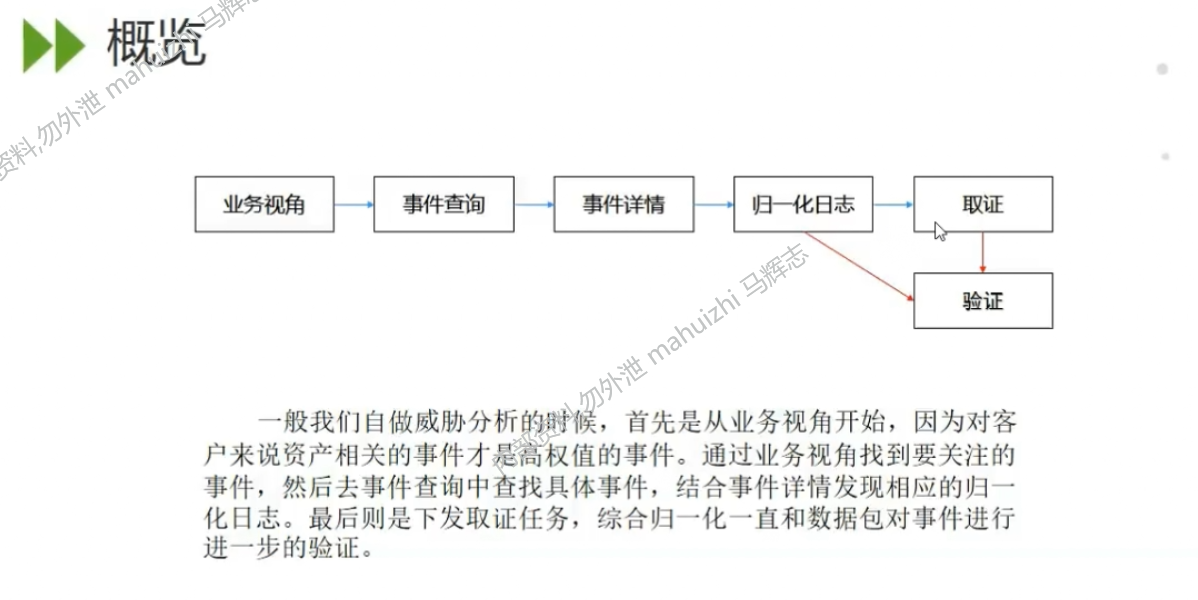 概览
业务视角
事件查询
事件详情
归一化日志
取证
验证
一般我们自做威胁分析的时候，首先是从业务视角开始，因为对客
户来说资产相关的事件才是高权值的事件。通过业务视角找到要关注的
事件，然后去事件查询中查找具体事件，结合事件详情发现相应的归一
化日志。最后则是下发取证任务，综合归一化一直和数据包对事件进行
进一步的验证。
资料,勿外泄 mahuizhi 马辉志
内部资料,勿外泄 mahuizhi 马辉志